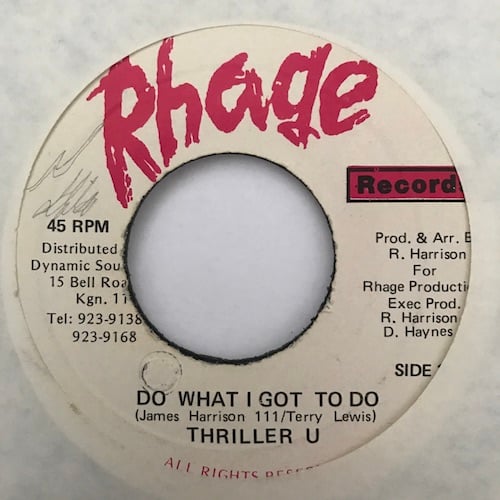 Rhage
Record
45 RPM
Distributed
Dynamic Sou
15 Bell Roa
Kgn. 11
Tel: 923-9138
923-9168
Prod. & Arr. B
R. Harrison
For
Rhage Producti
Exec Prod.
R. Harrison
D. Haynes
SIDE
DO WHAT I GOT TO DO
(James Harrison 111/Terry Lewis)
THRILLER U
ALL RIGHTS RESER